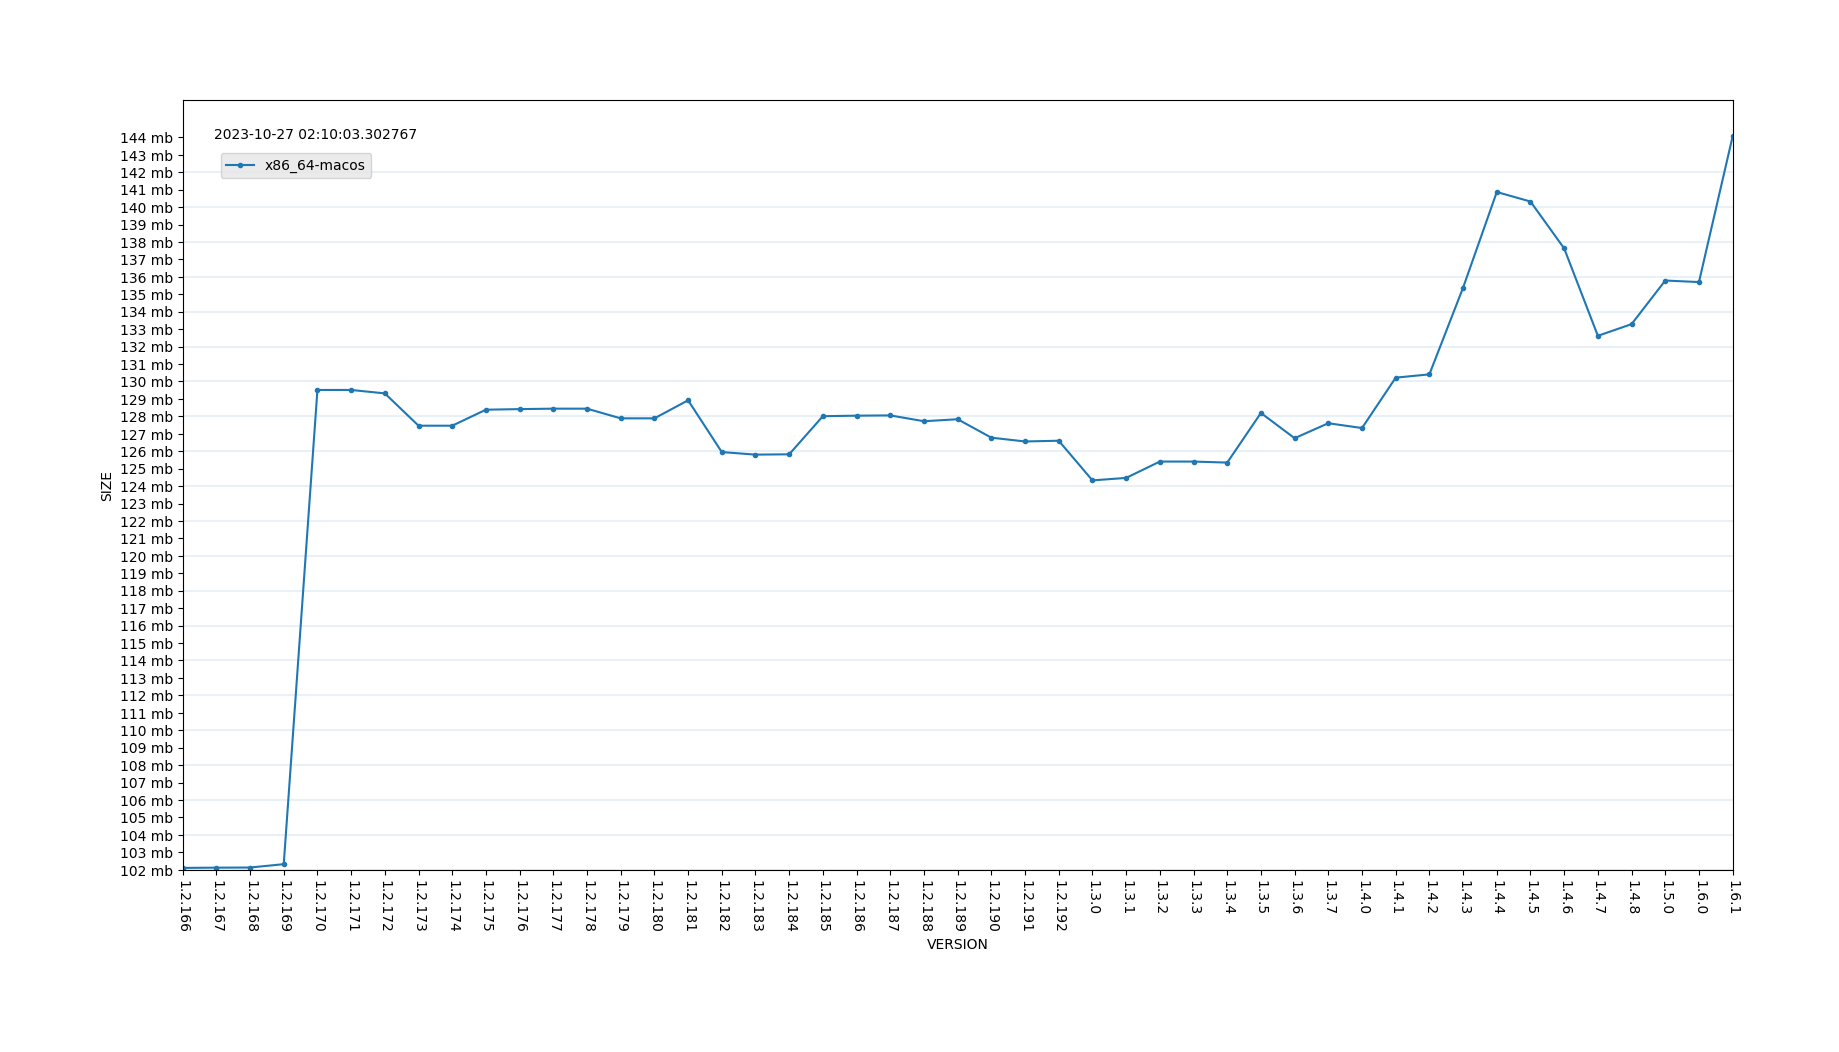 2023-10-27 02:10:03.302767
x86_64-macos
144 mb
143 mb
142 mb
141 mb
140 mb
139 mb
138 mb
137 mb
136 mb
135 mb
134 mb
133 mb
132 mb
131 mb
130 mb
129 mb
128 mb
127 mb
126 mb
125 mb
124 mb
123 mb
122 mb
121 mb
120 mb
119 mb
118 mb
117 mb
116 mb
115 mb
114 mb
113 mb
112 mb
111 mb
110 mb
109 mb
108 mb
107 mb
106 mb
105 mb
104 mb
103 mb
102 mb
SIZE
1.2.166
1.2.167
1.2.168
1.2.169
1.2.170
1.2.171
1.2.172
1.2.173
1.2.174
1.2.175
1.2.176
1.2.177
1.2.178
1.2.179
1.2.180
1.2.181
1.2.182
1.2.183
1.2.184
1.2.185
1.2.186
1.2.187
1.2.188
1.2.189
1.2.190
1.2.191
1.2.192
1.3.0
1.3.1
1.3.2
1.3.3
1.3.4
1.3.5
1.3.6
1.3.7
1.4.0
1.4.1
1.4.2
1.4.3
1.4.4
1.4.5
1.4.6
1.4.7
1.4.8
1.5.0
1.6.0
1.6.1
VERSION